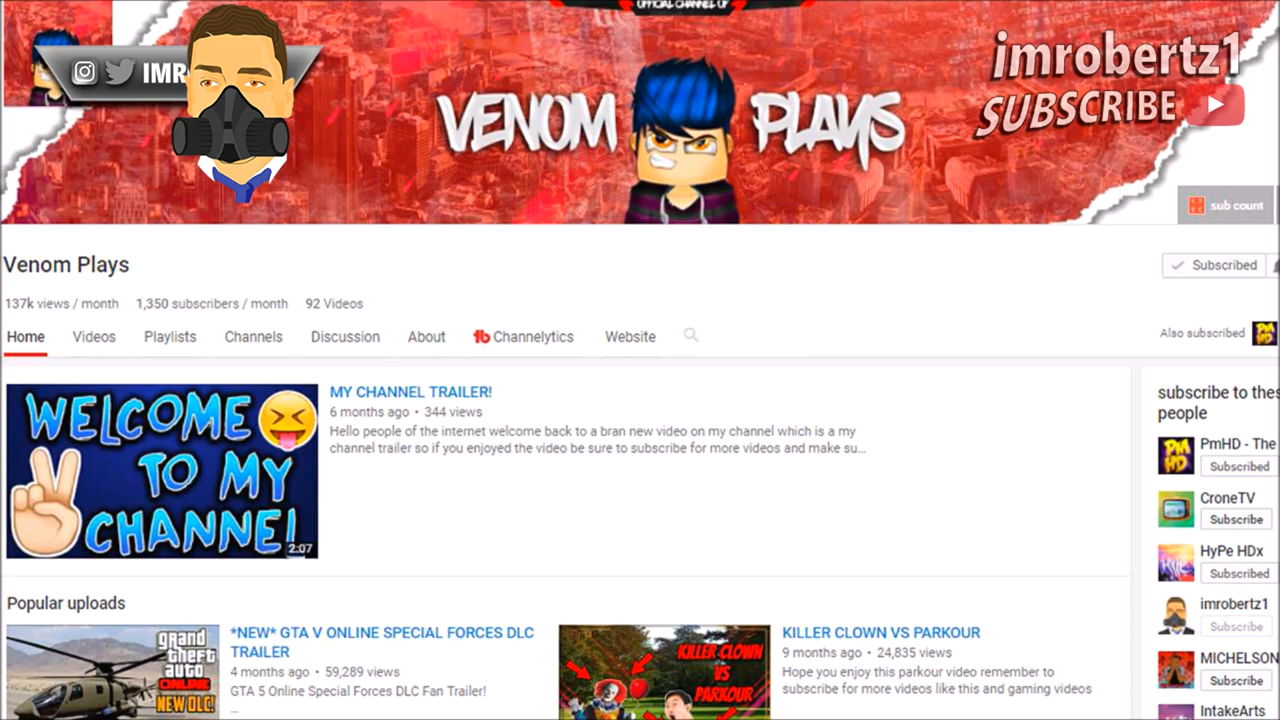 OFFICIAL CHANNEL OF
IMR
VENOM PLAYS
imrobertz1
SUBSCRIBE
sub count
Venom Plays
Subscribed
137k views / month 1,350 subscribers / month 92 Videos
Home Videos Playlists Channels Discussion About Channelytics Website
Also subscribed
PM HD
WELCOME
TO MY
CHANNEL
2:07
MY CHANNEL TRAILER!
6 months ago • 344 views
Hello people of the internet welcome back to a bran new video on my channel which is a my
channel trailer so if you enjoyed the video be sure to subscribe for more videos and make su...
subscribe to thes
people
PM HD
PmHD - The
Subscribed
CroneTV
Subscribe
HyPe HDx
Subscribed
imrobertz1
Subscribe
MICHELSON
Subscribe
IntakeArts
Popular uploads
grand
theft
auto
ONLINE
NEW DLC!
*NEW* GTA V ONLINE SPECIAL FORCES DLC
TRAILER
4 months ago • 59,289 views
GTA 5 Online Special Forces DLC Fan Trailer!
...
KILLER CLOWN
VS
PARKOUR
KILLER CLOWN VS PARKOUR
9 months ago • 24,835 views
Hope you enjoy this parkour video remember to
subscribe formore videos like this and gaming videos